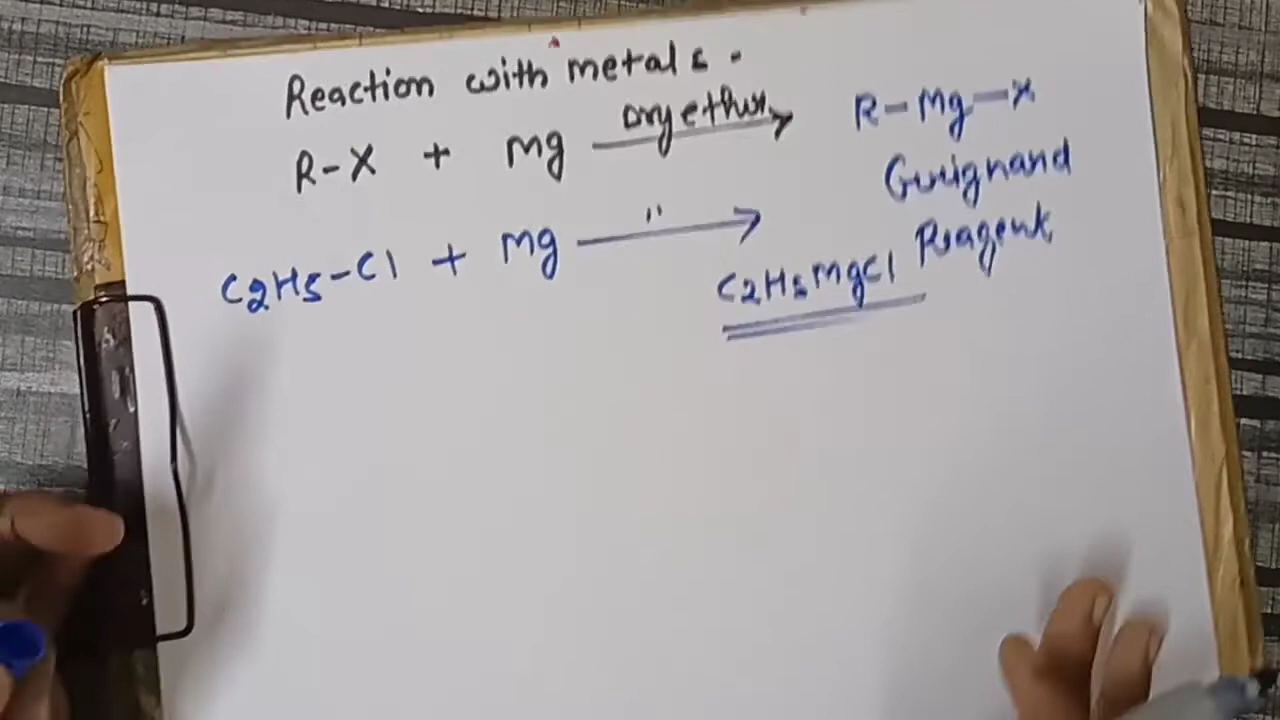 Reaction with metals.
R-X + Mg Dry ether→ R-Mg-X
Grignard
Reagent
C2H5-Cl + Mg "→ C2H5MgCl